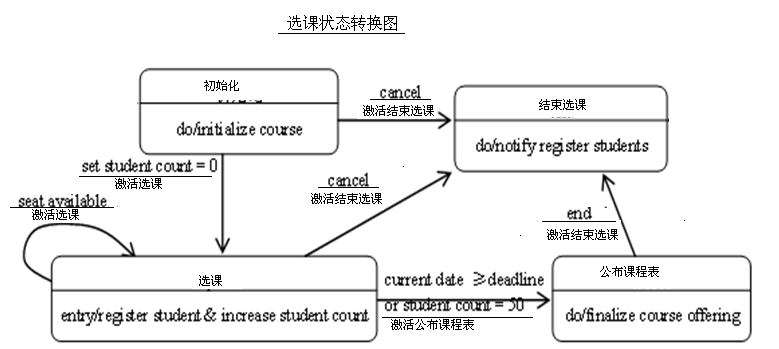 选课状态转换图
初始化
do/initialize course
cancel
激活结束选课
结束选课
do/notify register students
set student count = 0
激活选课
cancel
激活结束选课
seat available
激活选课
end
激活结束选课
选课
entry/register student & increase student count
current date ≥deadline
or student count = 50
激活公布课程表
公布课程表
do/finalize course offering